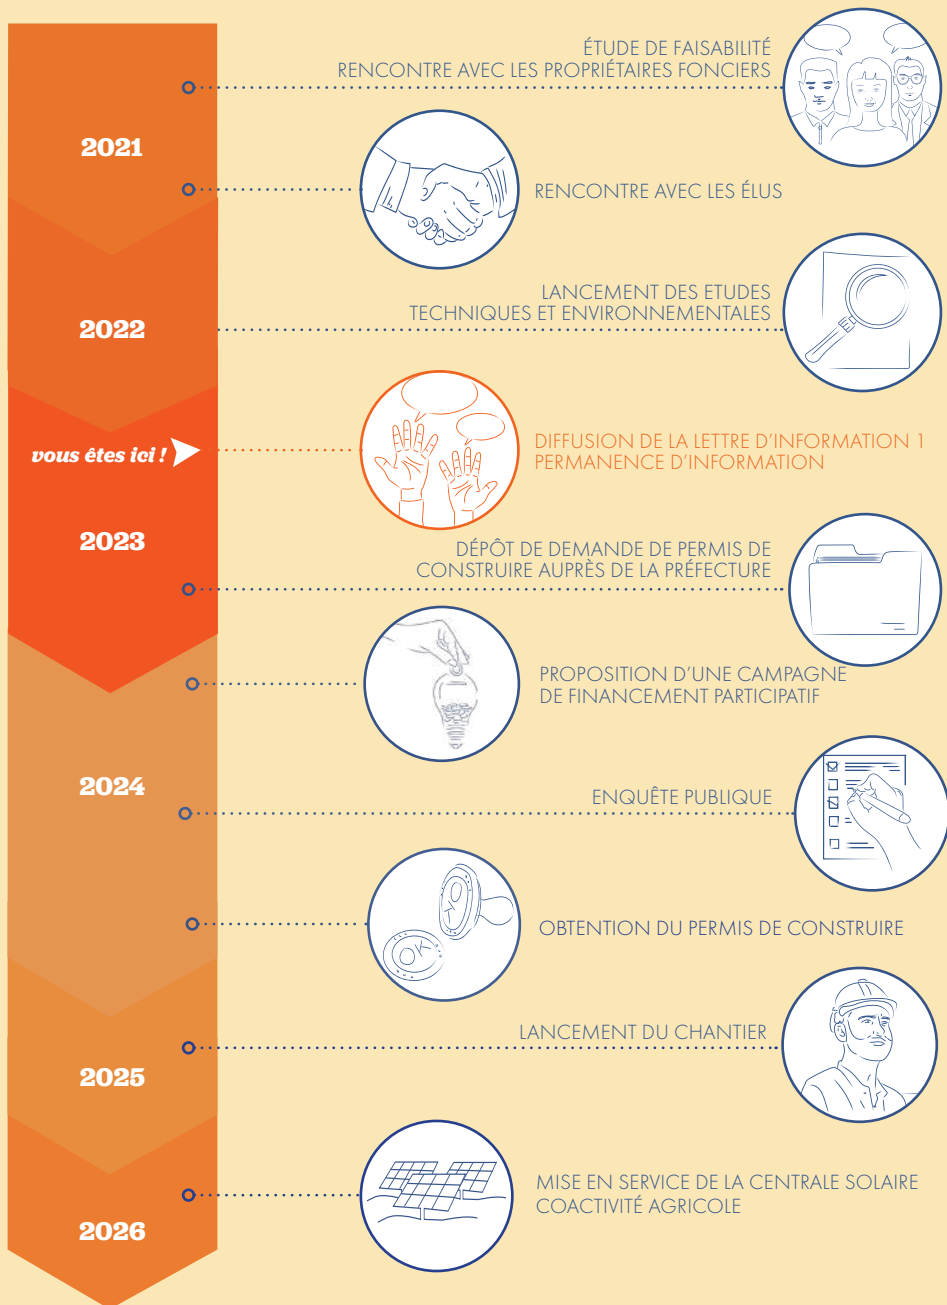 ÉTUDE DE FAISABILITÉ
RENCONTRE AVEC LES PROPRIÉTAIRES FONCIERS
2021
RENCONTRE AVEC LES ÉLUS
LANCEMENT DES ETUDES
TECHNIQUES ET ENVIRONNEMENTALES
2022
vous êtes ici !
DIFFUSION DE LA LETTRE D'INFORMATION 1
PERMANENCE D'INFORMATION
2023
DÉPÔT DE DEMANDE DE PERMIS DE
CONSTRUIRE AUPRÈS DE LA PRÉFECTURE
PROPOSITION D'UNE CAMPAGNE
DE FINANCEMENT PARTICIPATIF
2024
ENQUÊTE PUBLIQUE
OK
OK
OBTENTION DU PERMIS DE CONSTRUIRE
LANCEMENT DU CHANTIER
2025
MISE EN SERVICE DE LA CENTRALE SOLAIRE
COACTIVITÉ AGRICOLE
2026